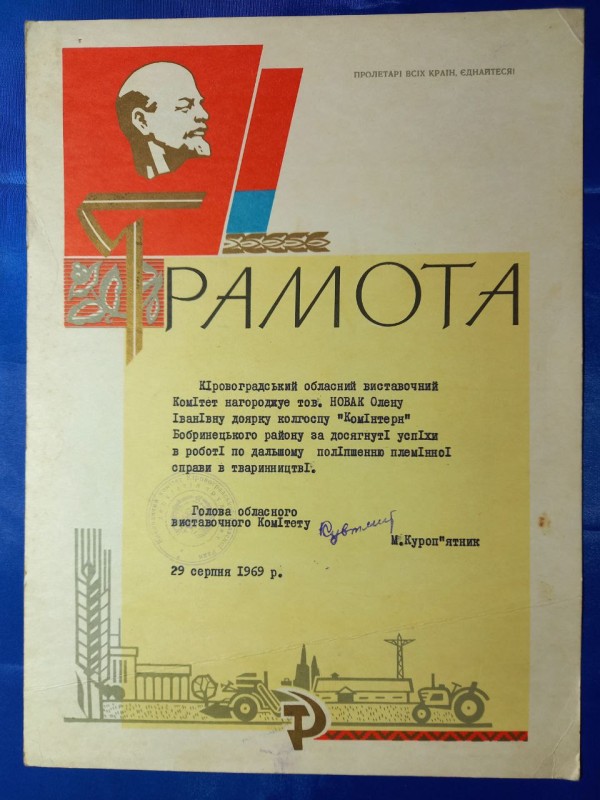 ПРОЛЕТАРІ ВСІХ КРАЇН, ЄДНАЙТЕСЯ!
ГРАМОТА
КІровоградський обласний виставочний
КомІтет нагороджує тов. НОВАК Олену
ІванІвну доярку колгоспу "КомІнтерн"
Бобринецького району за досягнутІ успІхи
в роботІ по дальшому полІпшенню племІнної
справи в тваринництвІ.
Голова обласного
виставочного КомІтету
М.Куроп"ятник
29 серпня 1969 р.